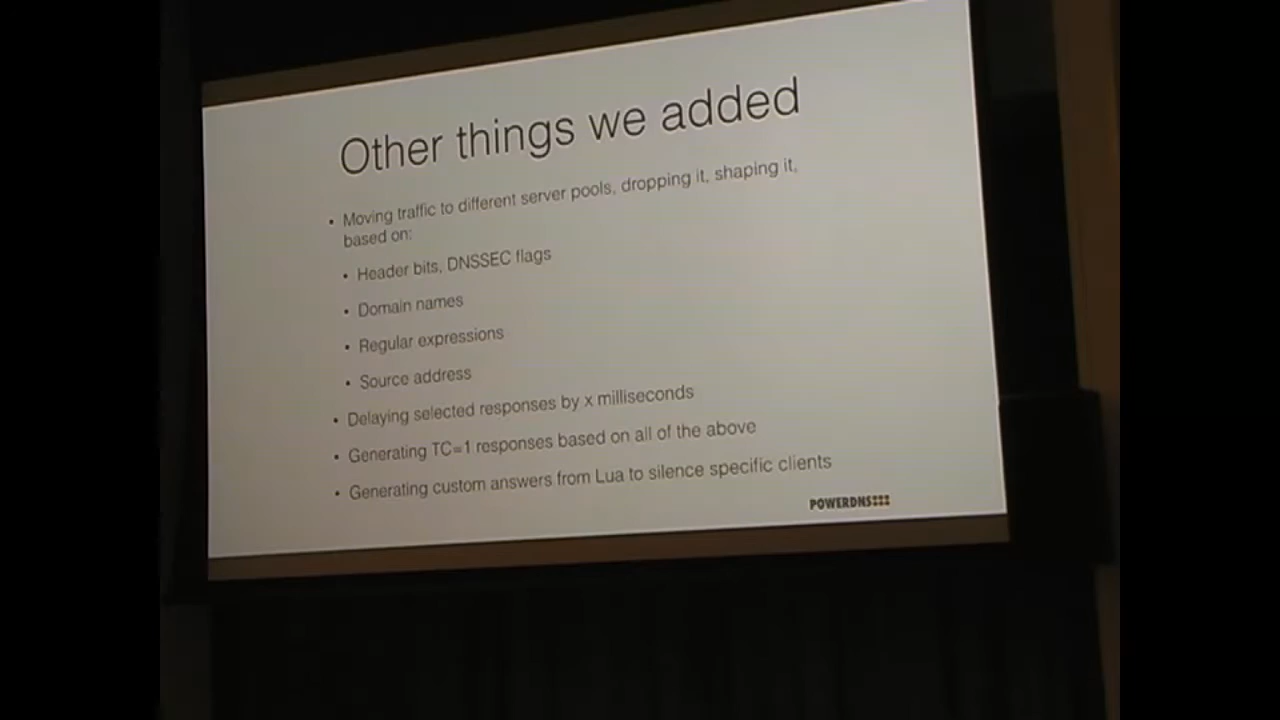 Other things we added
• Moving traffic to different server pools, dropping it, shaping it,
based on:
• Header bits, DNSSEC flags
• Domain names
• Regular expressions
• Source address
• Delaying selected responses by x milliseconds
• Generating TC=1 responses based on all of the above
• Generating custom answers from Lua to silence specific clients
POWERDNS